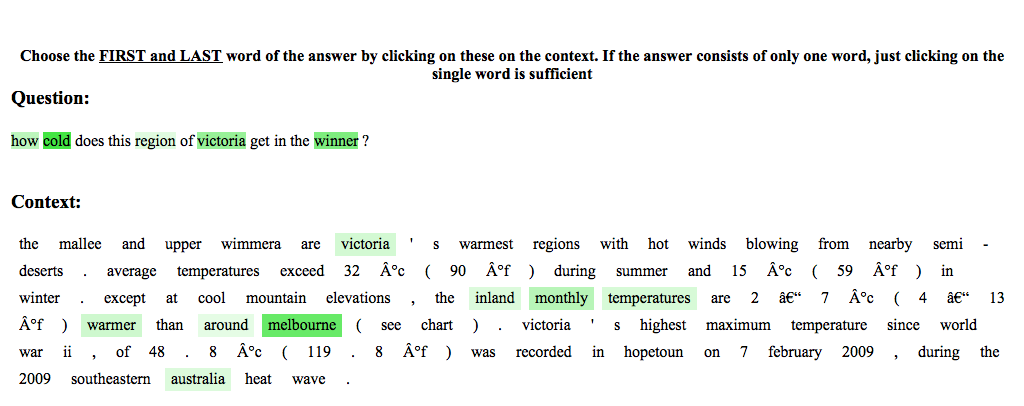 Choose the FIRST and LAST word of the answer by clicking on these on the context. If the answer consists of only one word, just clicking on the
single word is sufficient
Question:
how cold does this region of victoria get in the winner ?
Context:
the mallee and upper wimmera are victoria ' s warmest regions with hot winds blowing from nearby semi -
deserts . average temperatures exceed 32 Â°c ( 90 Â°f ) during summer and 15 Â°c ( 59 Â°f ) in
winter . except at cool mountain elevations , the inland monthly temperatures are 2 â€“ 7 Â°c ( 4 â€“ 13
Â°f ) warmer than around melbourne ( see chart ) . victoria ' s highest maximum temperature since world
war ii , of 48 . 8 Â°c ( 119 . 8 Â°f ) was recorded in hopetoun on 7 february 2009 , during the
2009 southeastern australia heat wave .